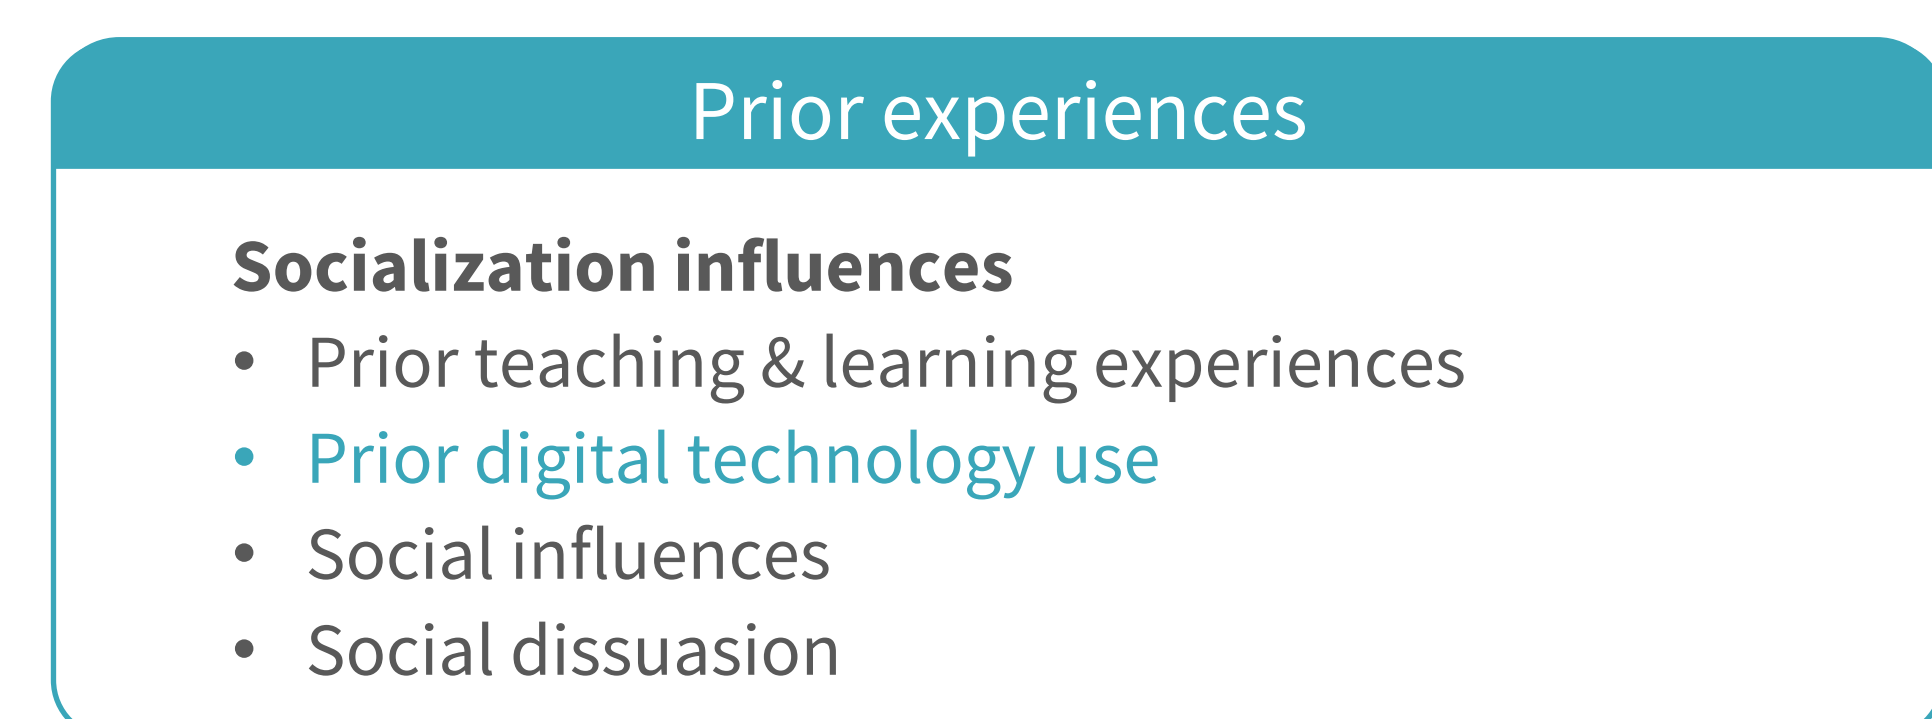 Prior experiences
Socialization influences
• Prior teaching & learning experiences
• Prior digital technology use
• Social influences
• Social dissuasion